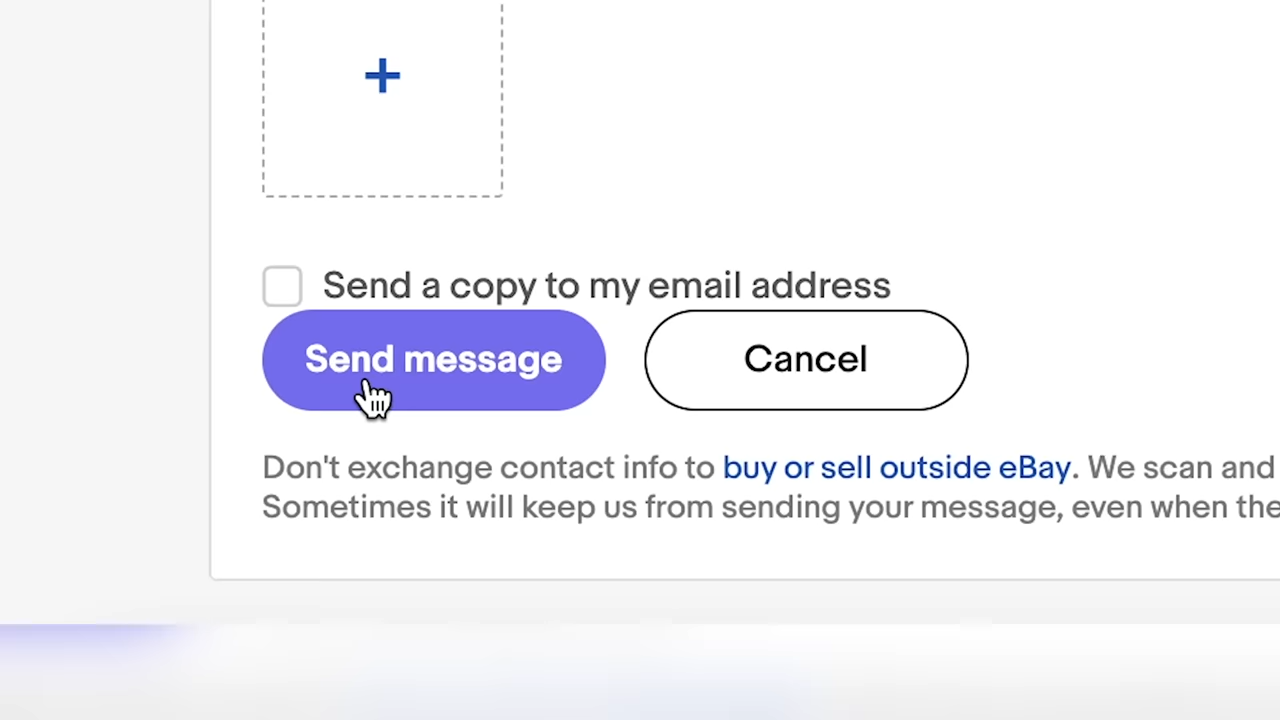 Send a copy to my email address
Send message
Cancel
Don't exchange contact info to buy or sell outside eBay. We scan and
Sometimes it will keep us from sending your message, even when the